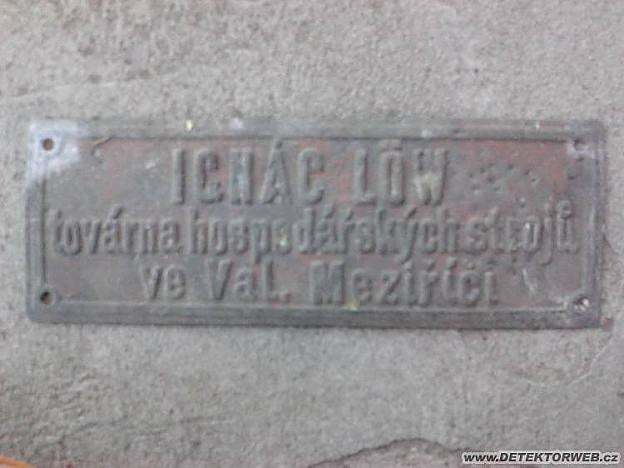 IGNÁC LÖW
továrna hospodářských strojů
ve Val. Meziříčí
www.DETEKTORWEB.cz